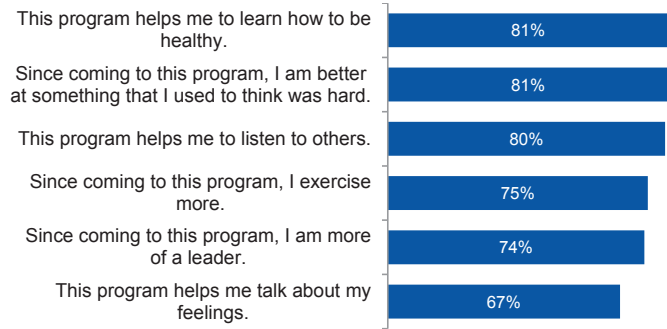 This program helps me to learn how to be
healthy.
81%
Since coming to this program, I am better
at something that I used to think was hard.
81%
This program helps me to listen to others.
80%
Since coming to this program, I exercise
more.
75%
Since coming to this program, I am more
of a leader.
74%
This program helps me talk about my
feelings.
67%